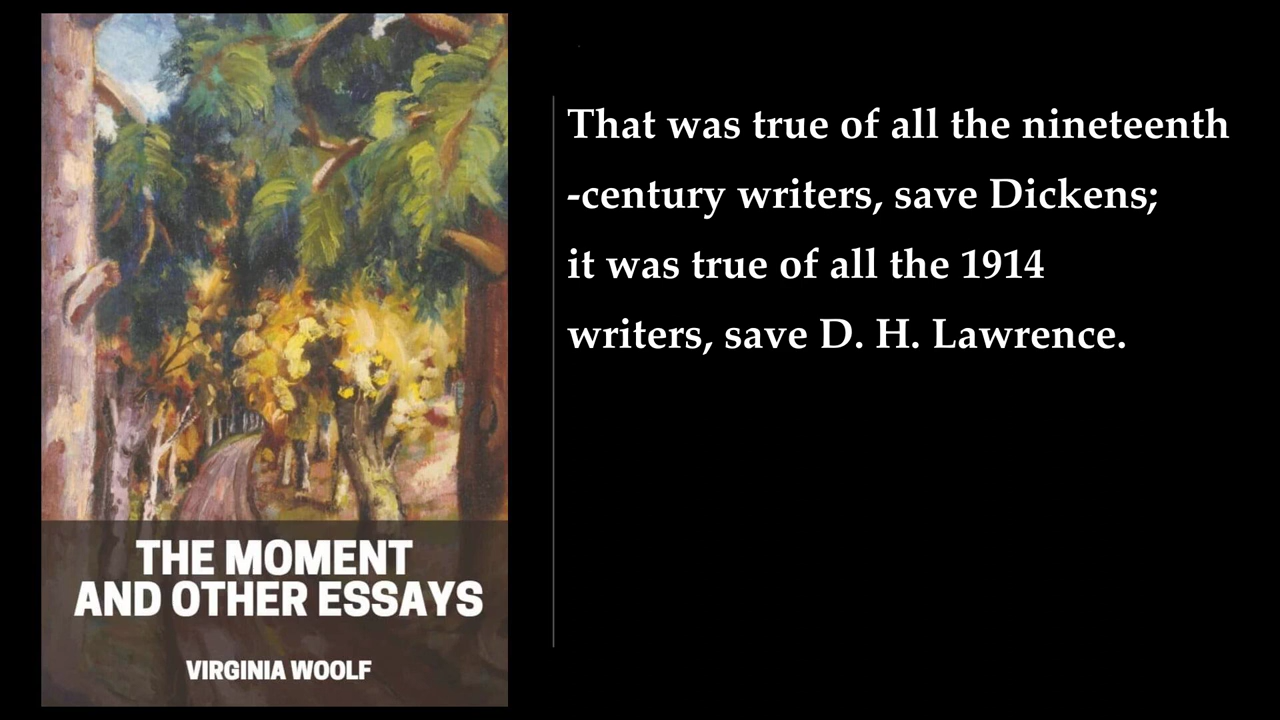 THE MOMENT
AND OTHER ESSAYS
VIRGINIA WOOLF
That was true of all the nineteenth
-century writers, save Dickens;
it was true of all the 1914
writers, save D. H. Lawrence.